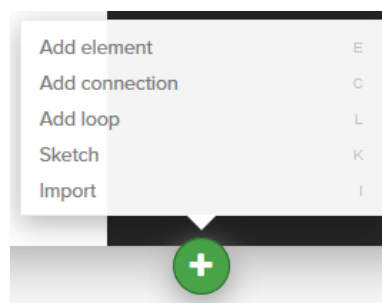 Add element E
Add connection C
Add loop L
Sketch K
Import I